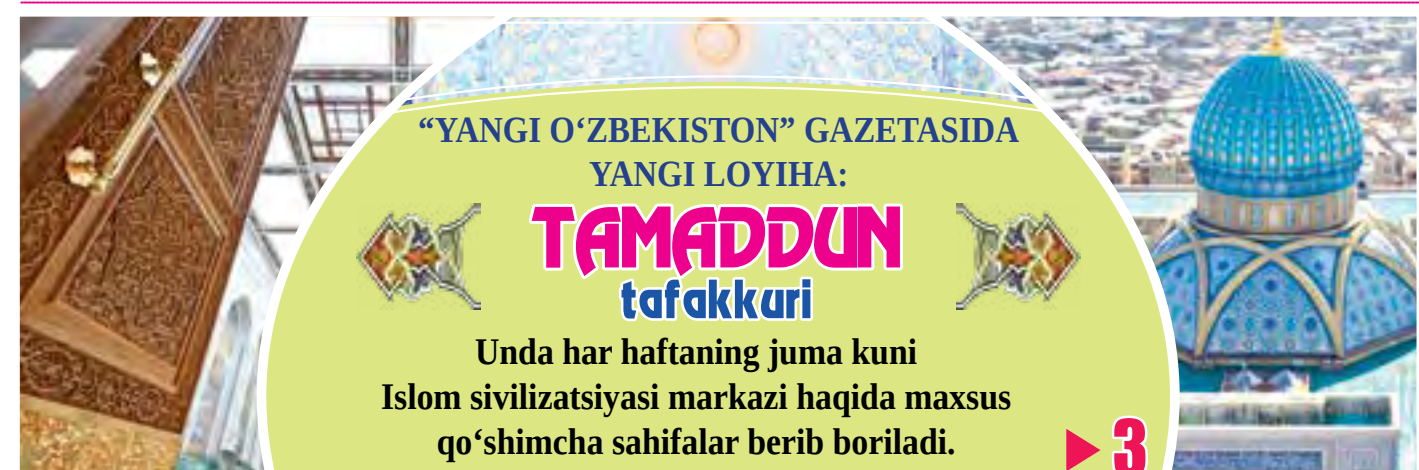 “YANGI O‘ZBEKISTON” GAZETASIDA
YANGI LOYIHA:
TAMADDUN
tafakkuri
Unda har haftaning juma kuni
Islom sivilizatsiyasi markazi haqida maxsus
qo‘shimcha sahifalar berib boriladi.
3